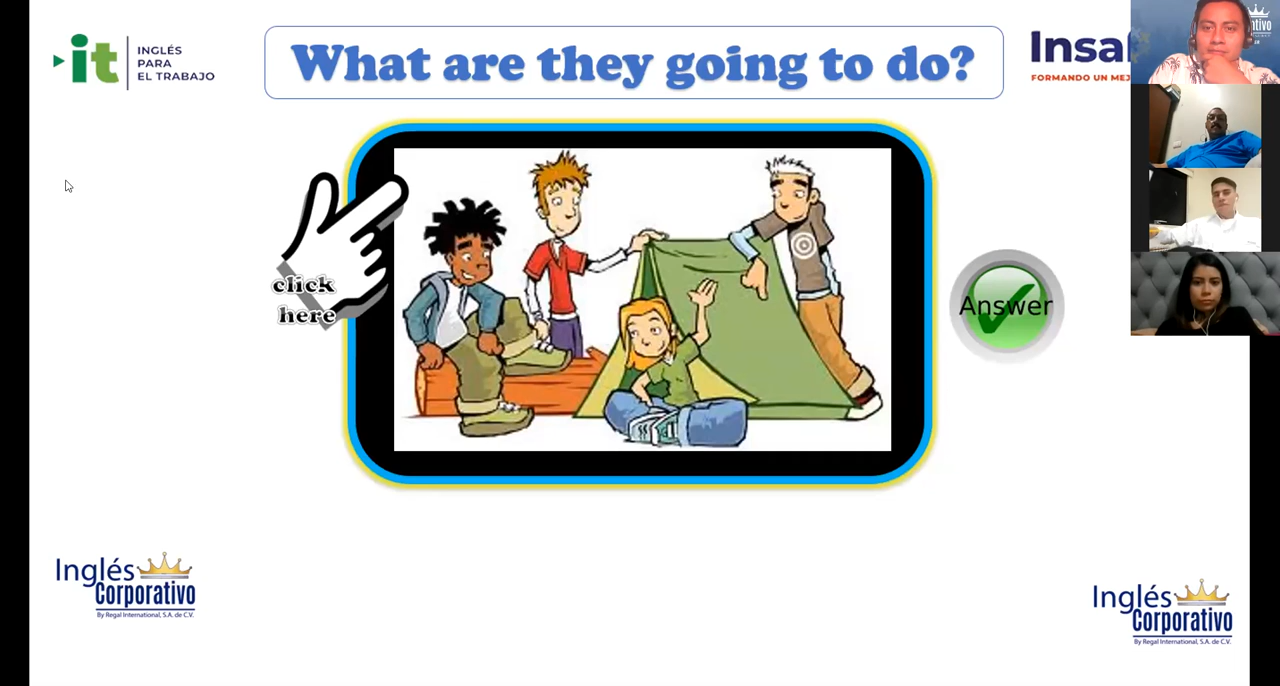 it
INGLÉS
PARA
EL TRABAJO
What are they going to do?
FORMANDO UN
click
here
Answer
Inglés
Corporativo
By Regal International, S.A. de C.V.
Inglés
Corporativo
By Regal International, S.A. de C.V.